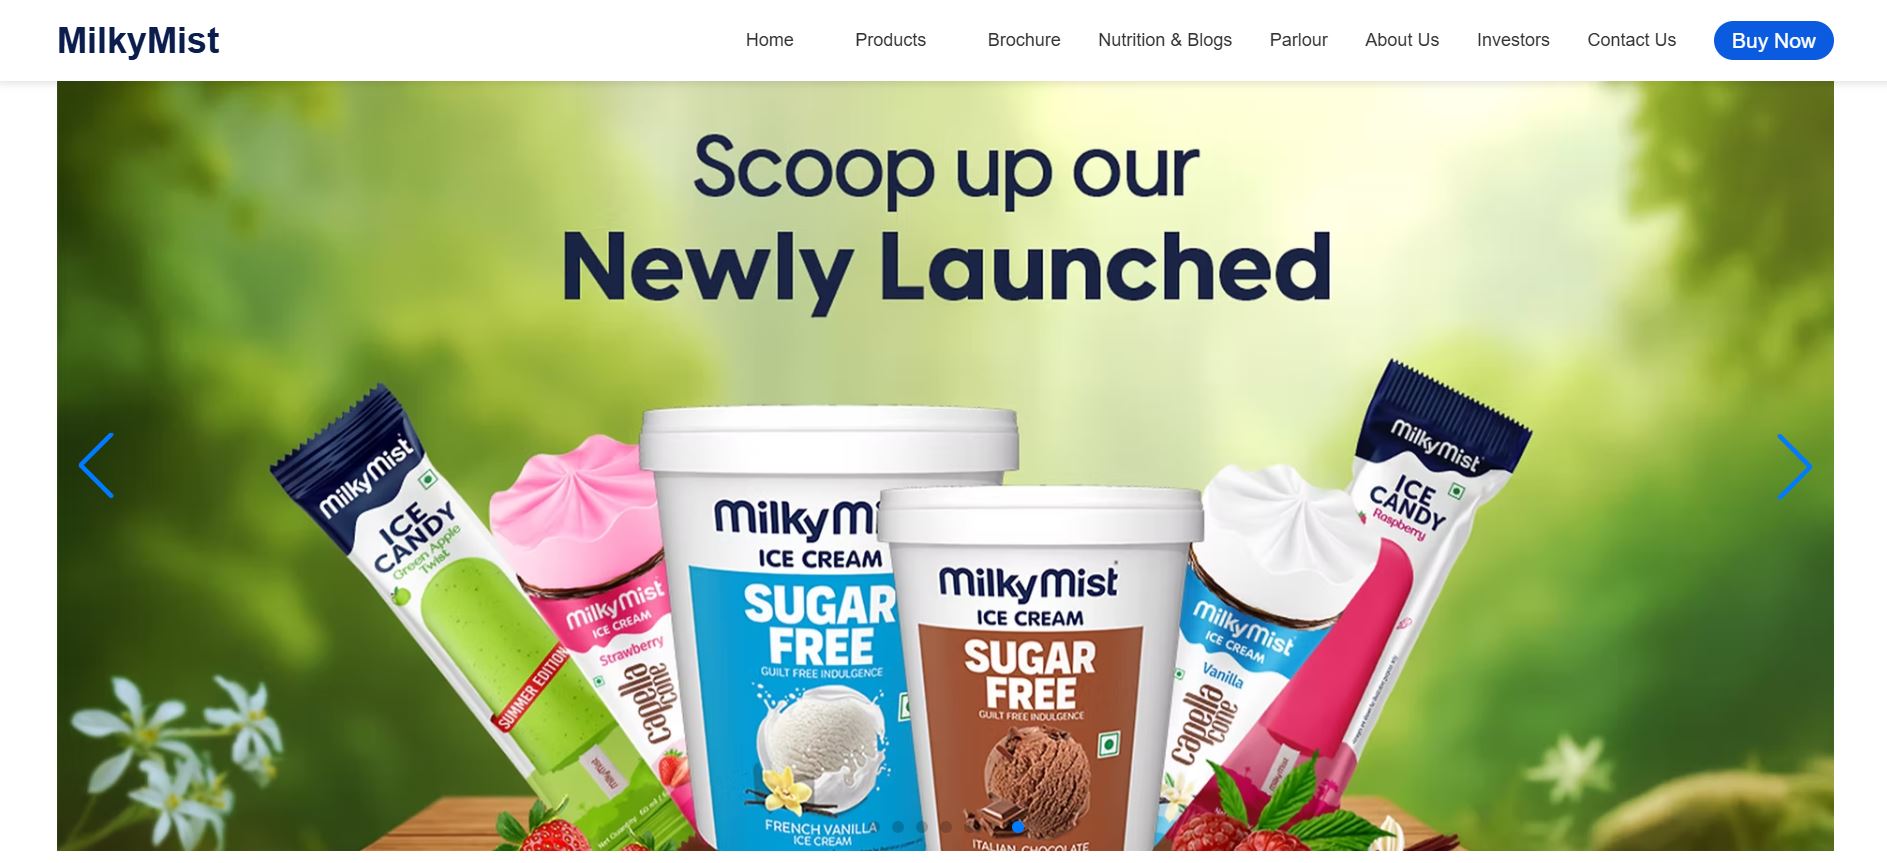 MilkyMist
Home
Products
Brochure
Nutrition & Blogs
Parlour
About Us
Investors
Contact Us
Buy Now
Scoop up our
Newly Launched
milkyMist
ICE
CANDY
Green Apple
Twist
SUMMER EDITION
milkyMist
milkyMist
ICE CREAM
Strawberry
capella
cone
milkyMi
ICE CREAM
SUGAR
FREE
GUILT FREE INDULGENCE
FRENCH VANILLA
ICE CREAM
milkyMist
ICE CREAM
SUGAR
FREE
GUILT FREE INDULGENCE
ITALIAN CHOCOLATE
milkyMist
ICE CREAM
Vanilla
capella
cone
milkyMist
ICE
CANDY
Raspberry
milkyMist